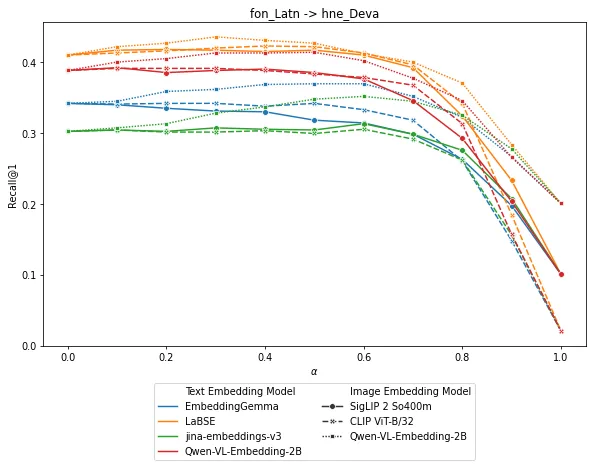 fon_Latn -> hne_Deva
Recall@1
0.4
0.3
0.2
0.1
0.0
0.0 0.2 0.4 0.6 0.8 1.0
α
Text Embedding Model Image Embedding Model
EmbeddingGemma SigLIP 2 So400m
LaBSE CLIP ViT-B/32
jina-embeddings-v3 Qwen-VL-Embedding-2B
Qwen-VL-Embedding-2B